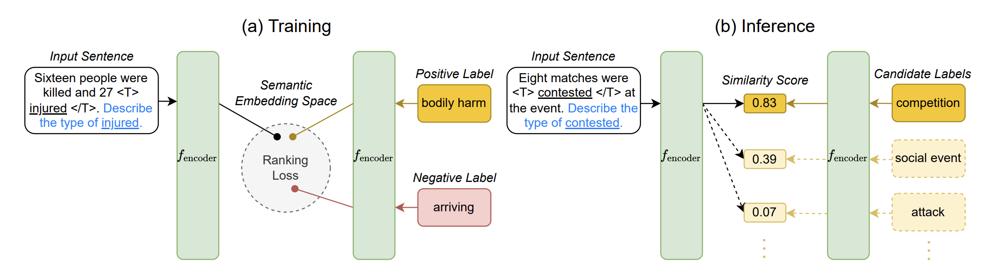 (a) Training
Input Sentence
Sixteen people were
killed and 27 <T>
injured </T>. Describe
the type of injured.
f encoder
Semantic
Embedding Space
Ranking
Loss
f encoder
Positive Label
bodily harm
Negative Label
arriving
(b) Inference
Input Sentence
Eight matches were
<T> contested </T> at
the event. Describe the
type of contested.
f encoder
Similarity Score
0.83
0.39
0.07
f encoder
Candidate Labels
competition
social event
attack